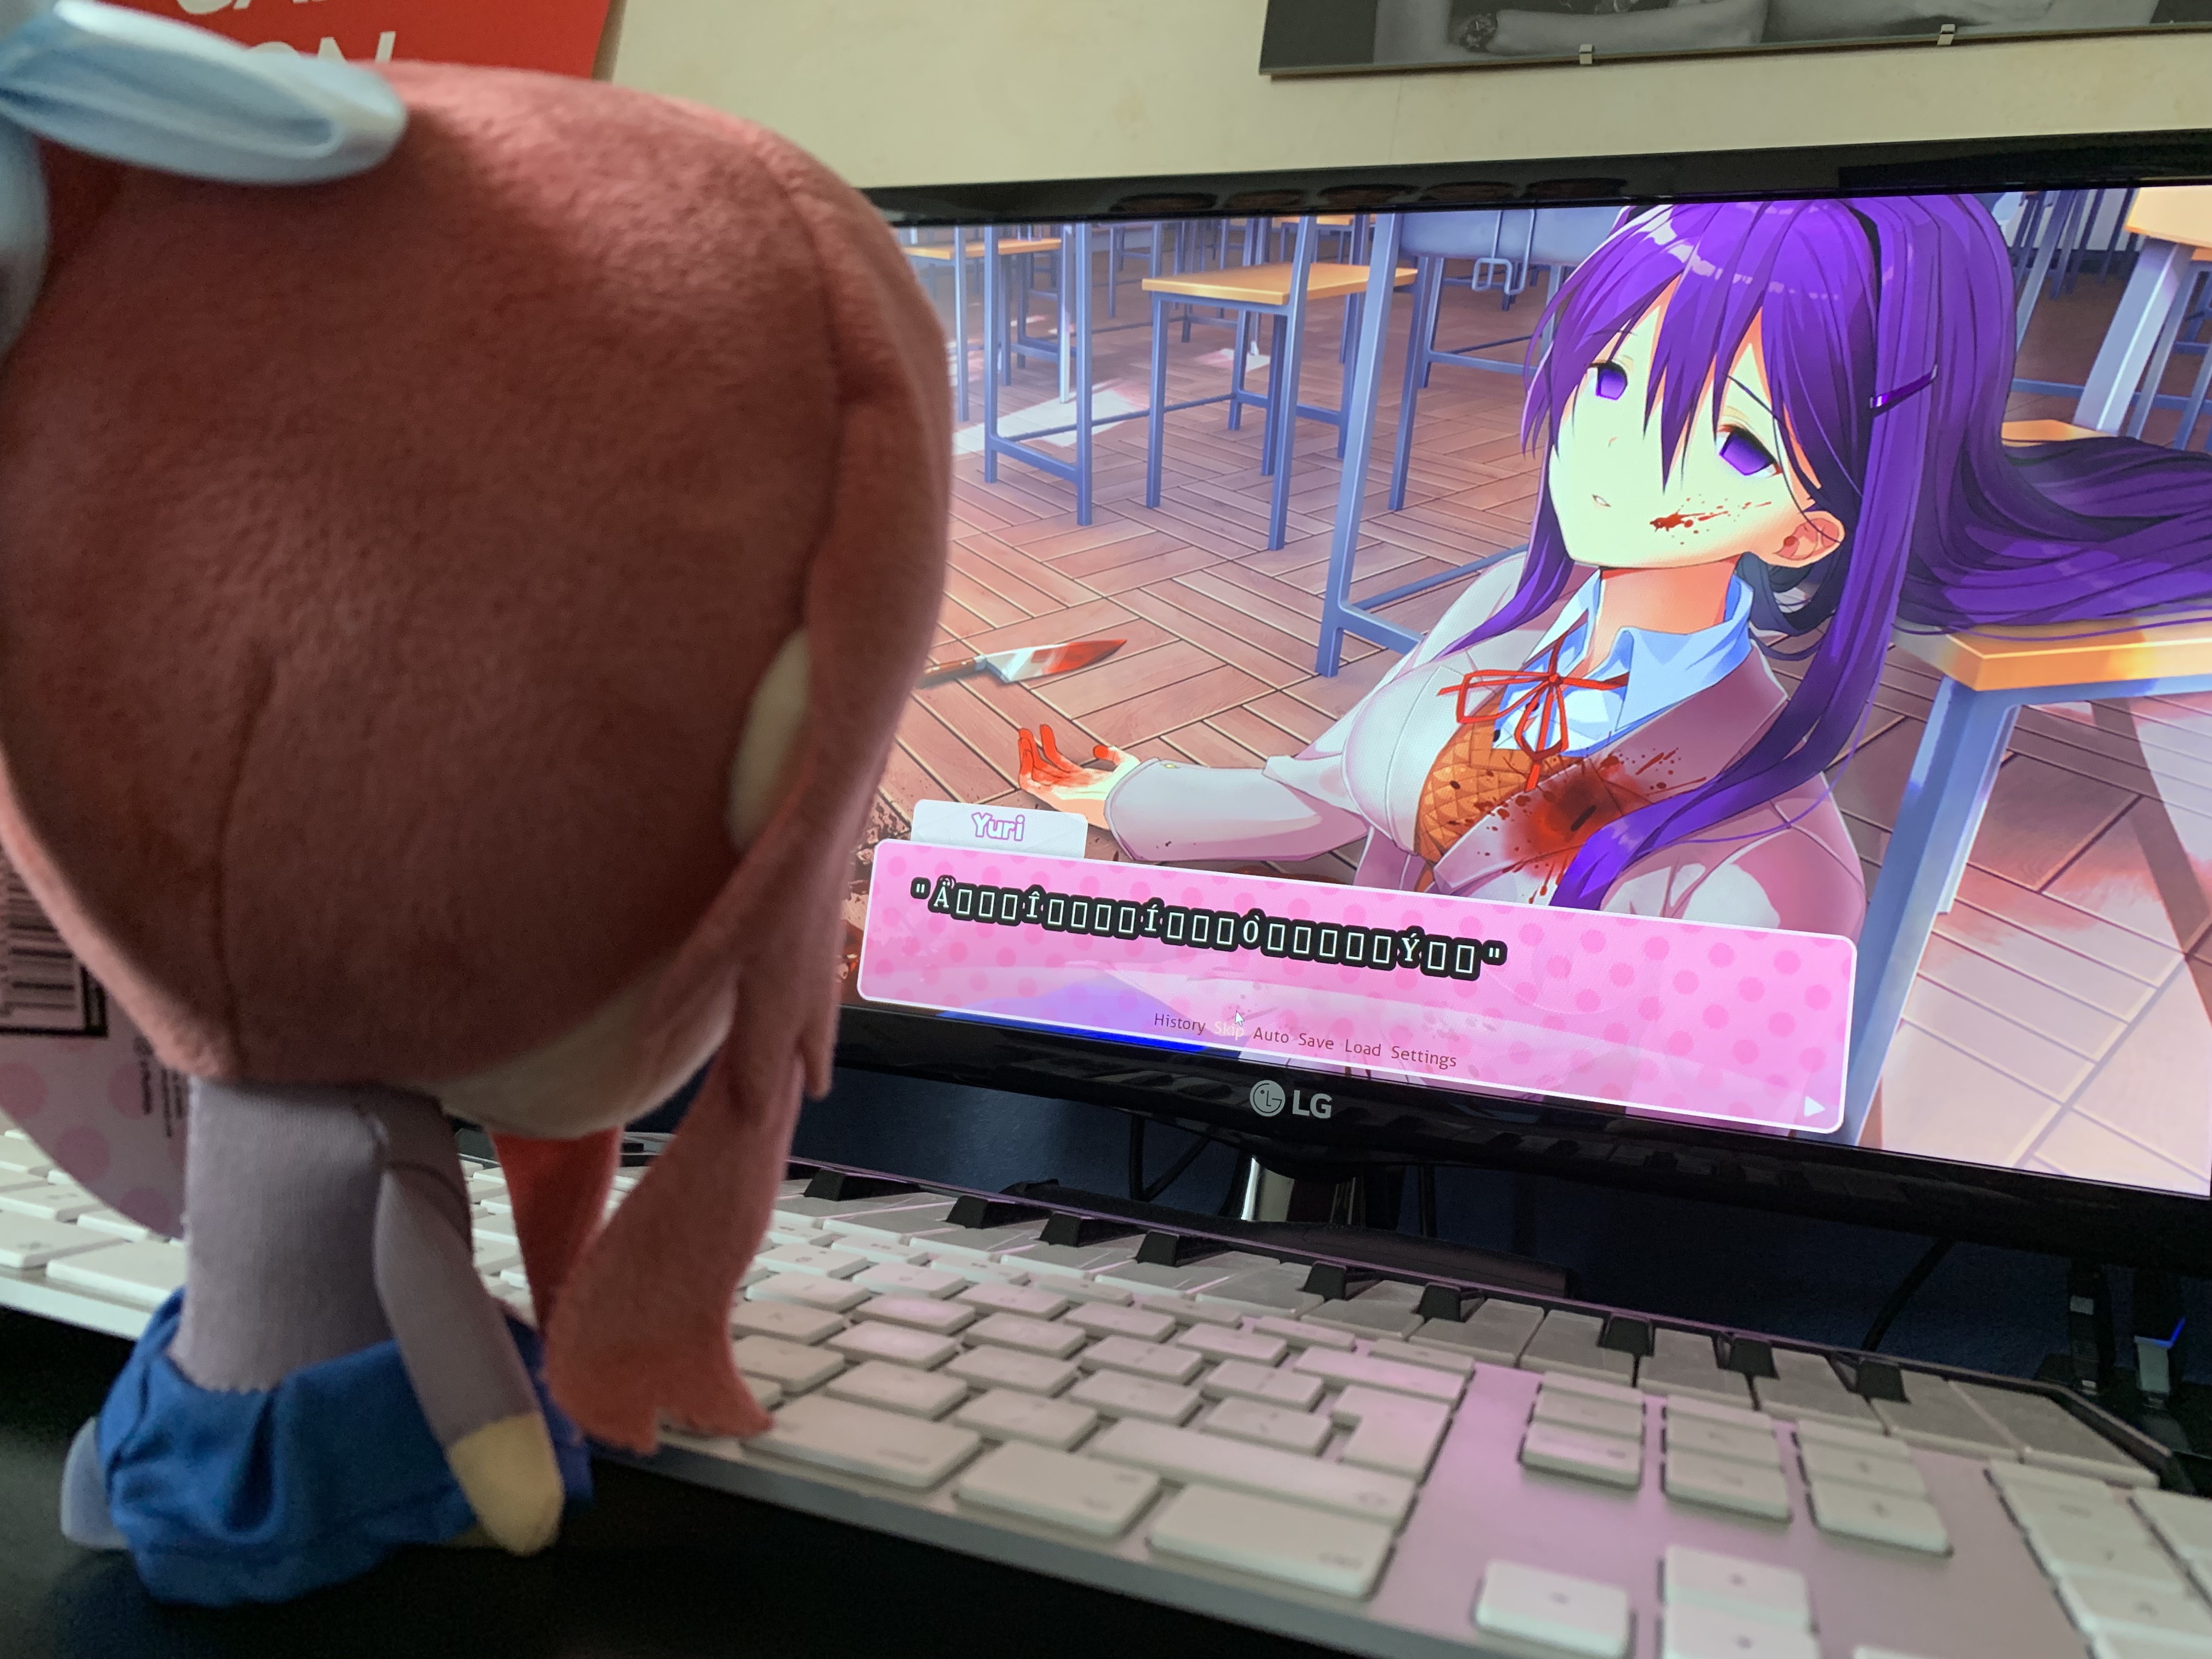 Yuri
"Â▯▯▯Î▯▯▯▯Í▯▯▯Ò▯▯▯▯▯Ý▯▯"
History Skip Auto Save Load Settings
LG